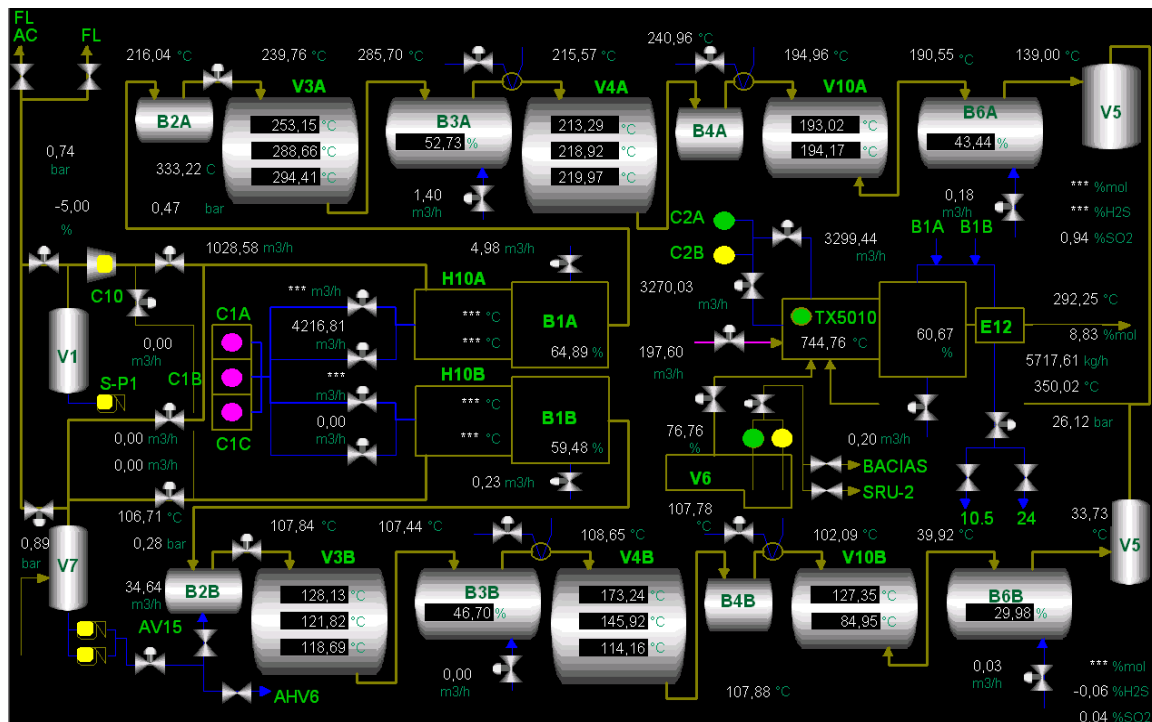 FL
AC
FL
216,04 °C
239,76 °C
285,70 °C
215,57 °C
240,96 °C
194,96 °C
190,55 °C
139,00 °C
V3A
V4A
V10A
B2A
B3A
B4A
B6A
V5
253,15 °C
288,66 °C
294,41 °C
52,73 %
213,29 °C
218,92 °C
219,97 °C
193,02 °C
194,17 °C
43,44 %
0,74
bar
333,22 C
-5,00
%
0,47 bar
1,40
m3/h
0,18
m3/h
*** %mol
*** %H2S
0,94 %SO2
C2A
C2B
1028,58 m3/h
4,98 m3/h
3299,44
m3/h
B1A
B1B
C10
H10A
3270,03
m3/h
*** m3/h
4216,81
m3/h
*** °C
*** °C
B1A
64,89 %
TX5010
744,76 °C
60,67
%
E12
292,25 °C
8,83 %mol
5717,61 kg/h
350,02 °C
26,12 bar
C1A
C1B
C1C
V1
0,00
m3/h
S-P1
197,60
m3/h
***
m3/h
0,00
m3/h
H10B
*** °C
*** °C
B1B
59,48 %
0,00 m3/h
0,00
m3/h
0,23 m3/h
76,76
%
0,20 m3/h
V6
BACIAS
SRU-2
10.5
24
106,71
°C
0,28 bar
107,84 °C
107,44 °C
108,65 °C
107,78
°C
102,09 °C
39,92 °C
33,73
°C
0,89
bar
V7
V3B
V4B
V10B
V5
34,64
m3/h
B2B
B3B
B4B
B6B
128,13 °C
121,82 °C
118,69 °C
46,70 %
173,24 °C
145,92 °C
114,16 °C
127,35 °C
84,95 °C
29,98 %
AV15
AHV6
0,00
m3/h
107,88 °C
0,03
m3/h
*** %mol
-0,06 %H2S
0,04 %SO2